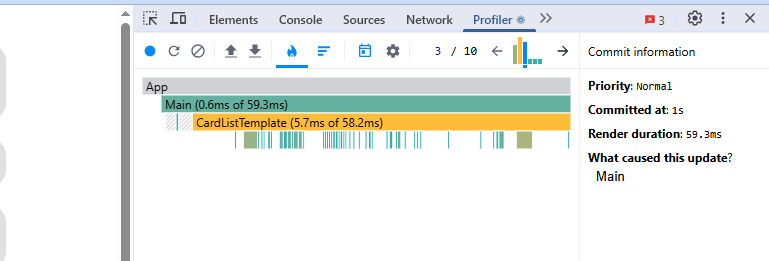 Elements Console Sources Network Profiler 3
3 / 10
Commit information
App
Main (0.6ms of 59.3ms)
CardListTemplate (5.7ms of 58.2ms)
Priority: Normal
Committed at: 1s
Render duration: 59.3ms
What caused this update?
Main